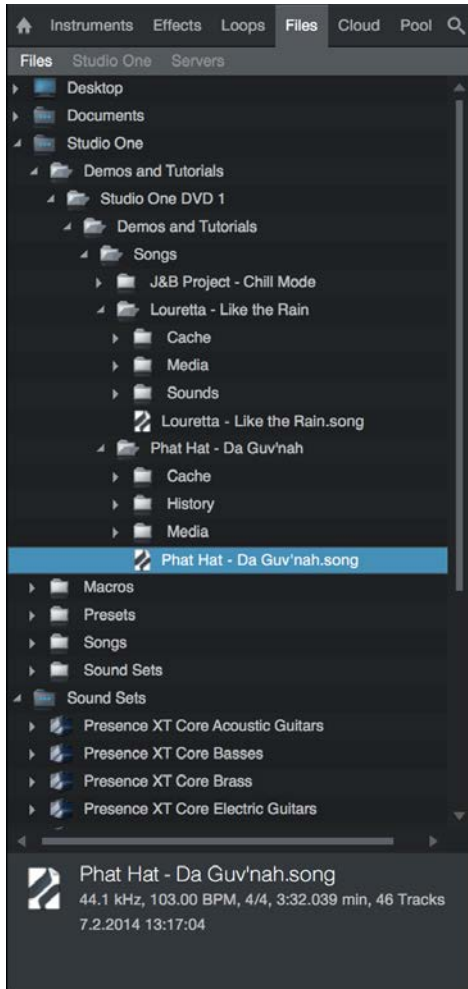 Instruments Effects Loops Files Cloud Pool
Files Studio One Servers
Desktop
Documents
Studio One
Demos and Tutorials
Studio One DVD 1
Demos and Tutorials
Songs
J&B Project - Chill Mode
Louretta - Like the Rain
Cache
Media
Sounds
Louretta - Like the Rain.song
Phat Hat - Da Guv'nah
Cache
History
Media
Phat Hat - Da Guv'nah.song
Macros
Presets
Songs
Sound Sets
Sound Sets
Presence XT Core Acoustic Guitars
Presence XT Core Basses
Presence XT Core Brass
Presence XT Core Electric Guitars
Phat Hat - Da Guv'nah.song
44.1 kHz, 103.00 BPM, 4/4, 3:32.039 min, 46 Tracks
7.2.2014 13:17:04